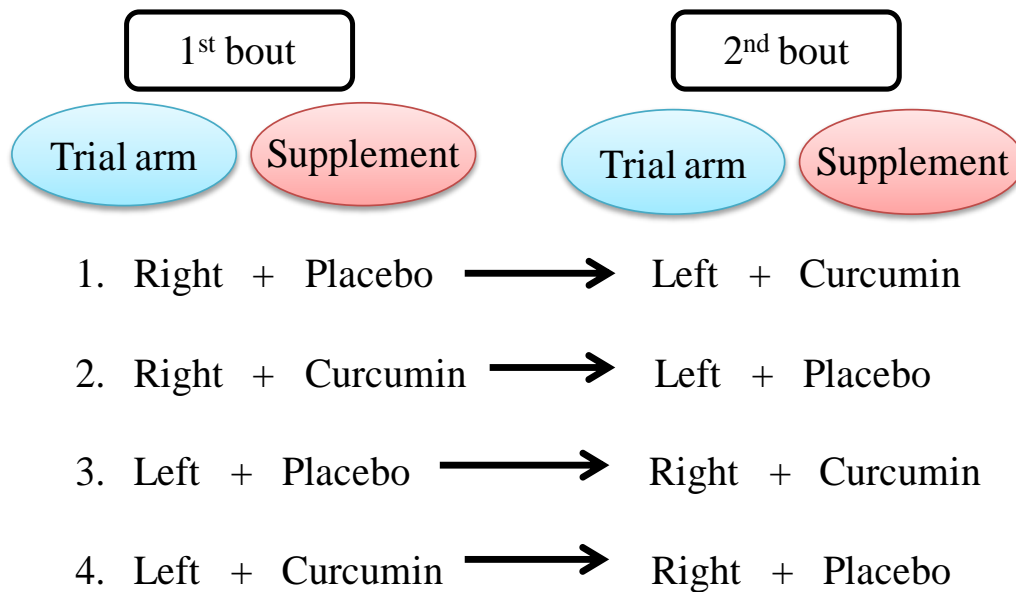 1st bout 2nd bout
Trial arm Supplement Trial arm Supplement
1. Right + Placebo Left + Curcumin
2. Right + Curcumin Left + Placebo
3. Left + Placebo Right + Curcumin
4. Left + Curcumin Right + Placebo